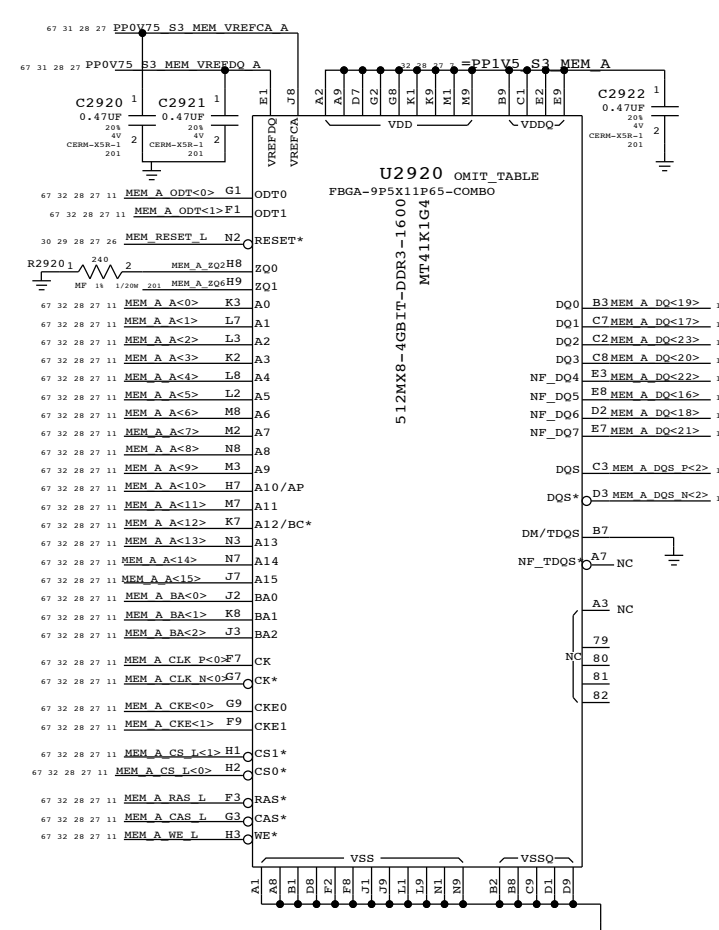 67 31 28 27 PP0V75_S3_MEM_VREFCA_A
67 31 28 27 PP0V75_S3_MEM_VREFDQ_A
32 28 27 7 =PP1V5_S3_MEM_A
C2920 1
0.47UF
20%
4V
CERM-X5R-1
201
2
C2921 1
0.47UF
20%
4V
CERM-X5R-1
201
2
C2922 1
0.47UF
20%
4V
CERM-X5R-1
201
2
E1 J8 A2 A9 D7 G2 G8 K1 K9 M1 M9 B9 C1 E2 E9
VREFDQ VREFCA VDD VDDQ
U2920 OMIT_TABLE
FBGA-9P5X11P65-COMBO
512MX8-4GBIT-DDR3-1600
MT41K1G4
67 32 28 27 11 MEM_A_ODT<0> G1 ODT0
67 32 28 27 11 MEM_A_ODT<1> F1 ODT1
30 29 28 27 26 MEM_RESET_L N2 RESET*
R2920 1 240 2 MEM_A_ZQ2 H8 ZQ0
MF 1% 1/20W 201 MEM_A_ZQ6 H9 ZQ1
67 32 28 27 11 MEM_A_A<0> K3 A0
67 32 28 27 11 MEM_A_A<1> L7 A1
67 32 28 27 11 MEM_A_A<2> L3 A2
67 32 28 27 11 MEM_A_A<3> K2 A3
67 32 28 27 11 MEM_A_A<4> L8 A4
67 32 28 27 11 MEM_A_A<5> L2 A5
67 32 28 27 11 MEM_A_A<6> M8 A6
67 32 28 27 11 MEM_A_A<7> M2 A7
67 32 28 27 11 MEM_A_A<8> N8 A8
67 32 28 27 11 MEM_A_A<9> M3 A9
67 32 28 27 11 MEM_A_A<10> H7 A10/AP
67 32 28 27 11 MEM_A_A<11> M7 A11
67 32 28 27 11 MEM_A_A<12> K7 A12/BC*
67 32 28 27 11 MEM_A_A<13> N3 A13
67 32 28 27 11 MEM_A_A<14> N7 A14
67 32 28 27 11 MEM_A_A<15> J7 A15
67 32 28 27 11 MEM_A_BA<0> J2 BA0
67 32 28 27 11 MEM_A_BA<1> K8 BA1
67 32 28 27 11 MEM_A_BA<2> J3 BA2
67 32 28 27 11 MEM_A_CLK_P<0> F7 CK
67 32 28 27 11 MEM_A_CLK_N<0> G7 CK*
67 32 28 27 11 MEM_A_CKE<0> G9 CKE0
67 32 28 27 11 MEM_A_CKE<1> F9 CKE1
67 32 28 27 11 MEM_A_CS_L<1> H1 CS1*
67 32 28 27 11 MEM_A_CS_L<0> H2 CS0*
67 32 28 27 11 MEM_A_RAS_L F3 RAS*
67 32 28 27 11 MEM_A_CAS_L G3 CAS*
67 32 28 27 11 MEM_A_WE_L H3 WE*
DQ0 B3 MEM_A_DQ<19>
DQ1 C7 MEM_A_DQ<17>
DQ2 C2 MEM_A_DQ<23>
DQ3 C8 MEM_A_DQ<20>
NF_DQ4 E3 MEM_A_DQ<22>
NF_DQ5 E8 MEM_A_DQ<16>
NF_DQ6 D2 MEM_A_DQ<18>
NF_DQ7 E7 MEM_A_DQ<21>
DQS C3 MEM_A_DQS_P<2>
DQS* D3 MEM_A_DQS_N<2>
DM/TDQS B7
NF_TDQS* A7 NC
A3 NC
79
NC 80
81
82
VSS VSSQ
A1 A8 B1 D8 F2 F8 J1 J9 L1 L9 N1 N9 B2 B8 C9 D1 D9